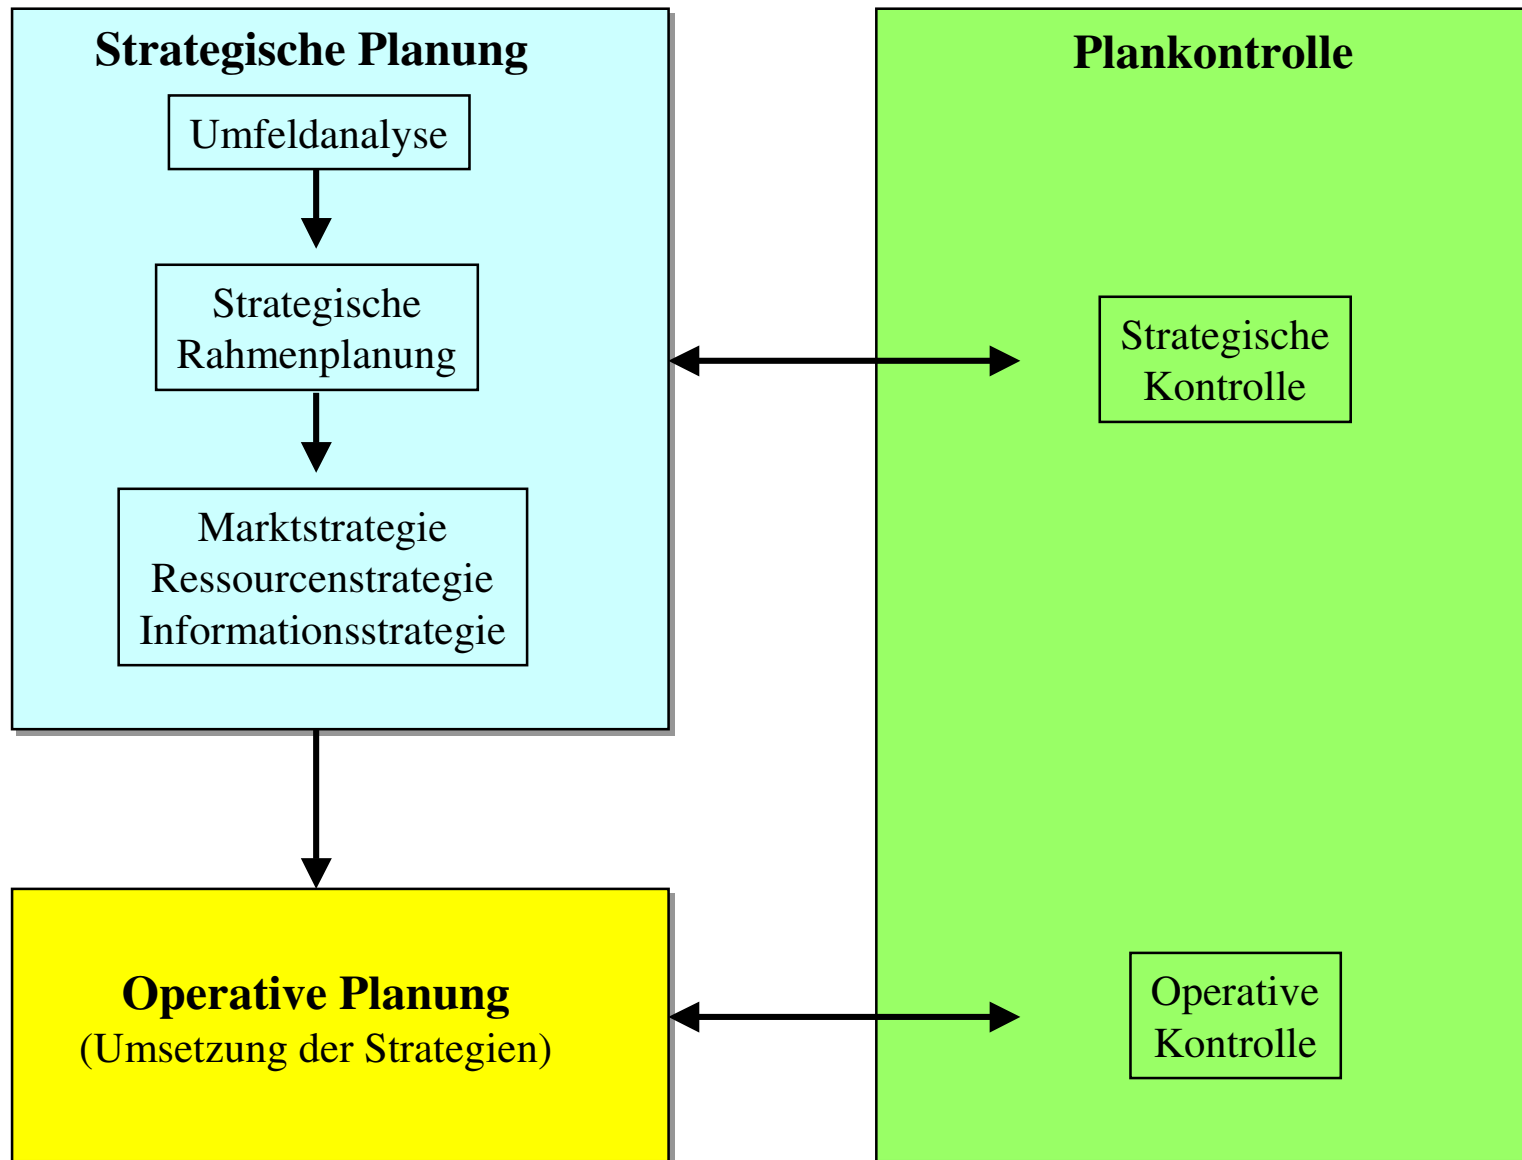 Strategische Planung
Umfeldanalyse
Strategische
Rahmenplanung
Marktstrategie
Ressourcenstrategie
Informationsstrategie
Operative Planung
(Umsetzung der Strategien)
Plankontrolle
Strategische
Kontrolle
Operative
Kontrolle